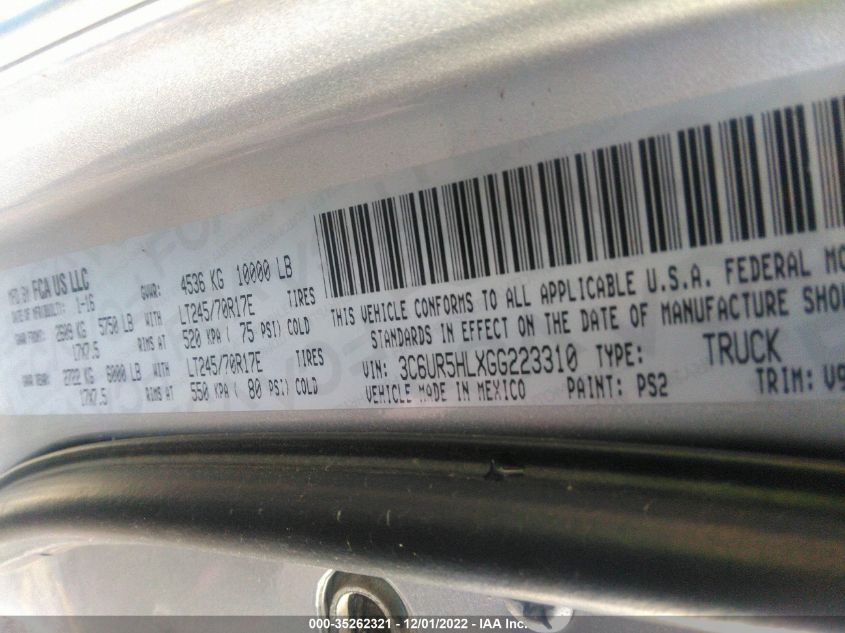 MFD BY FCA US LLC GVWR: 4536 KG 10000 LB
DATE OF MFR/BUILT: 1-16
GAWR FRONT: 2608 KG 5750 LB WITH LT245/70R17E TIRES
17X7.5 RIMS AT 520 KPA ( 75 PSI) COLD
GAWR REAR: 2722 KG 6000 LB WITH LT245/70R17E TIRES
17X7.5 RIMS AT 550 KPA ( 80 PSI) COLD
THIS VEHICLE CONFORMS TO ALL APPLICABLE U.S.A. FEDERAL MO
STANDARDS IN EFFECT ON THE DATE OF MANUFACTURE SHO
VIN: 3C6UR5HLXGG223310 TYPE: TRUCK
VEHICLE MADE IN MEXICO PAINT: PS2 TRIM: V9
000-35262321 - 12/01/2022 - IAA Inc.